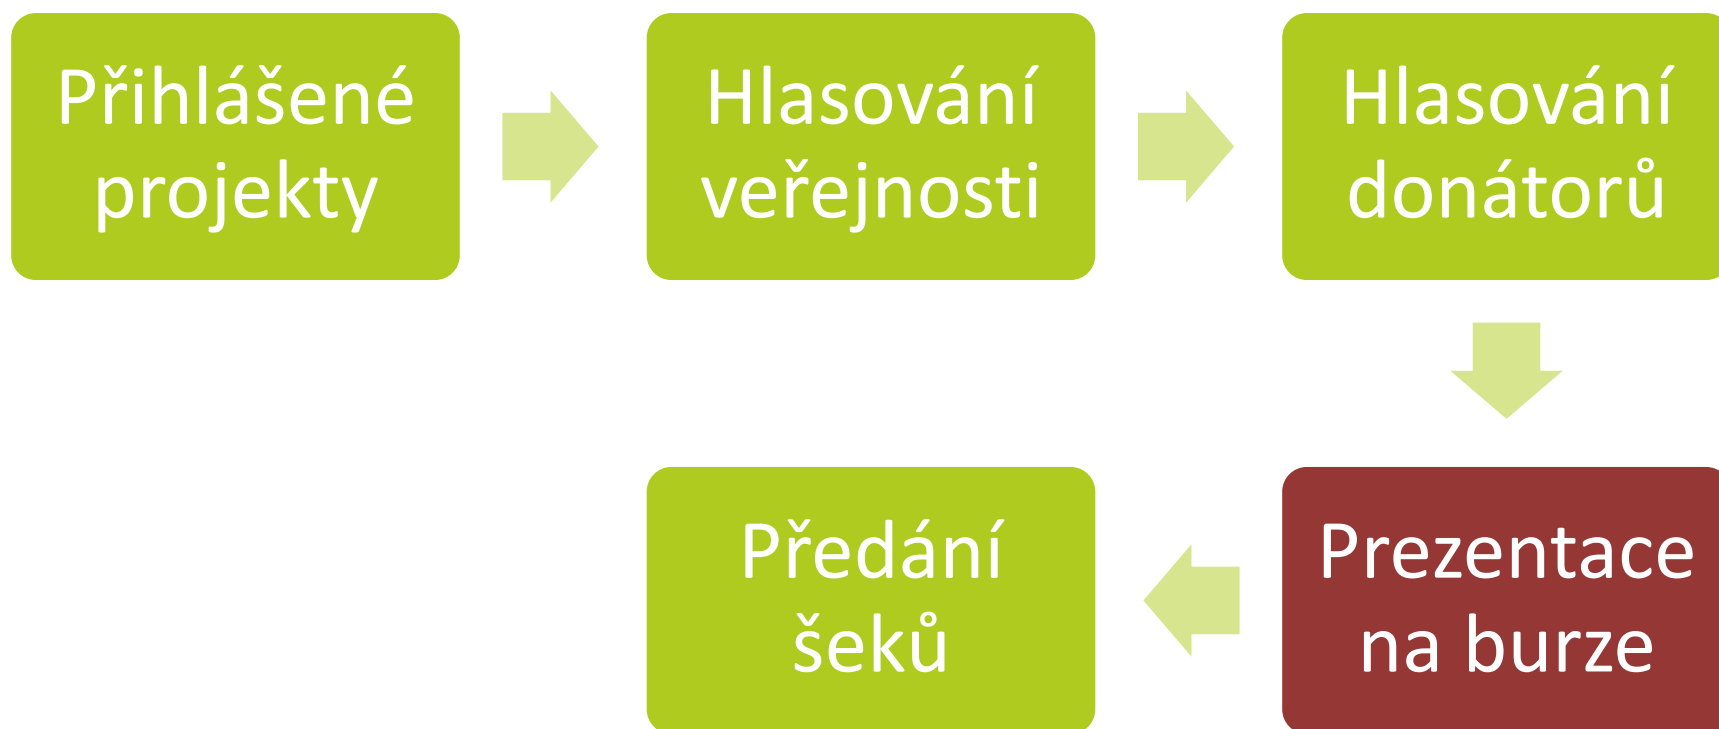 Přihlášené
projekty
Hlasování
veřejnosti
Hlasování
donátorů
Prezentace
na burze
Předání
šeků